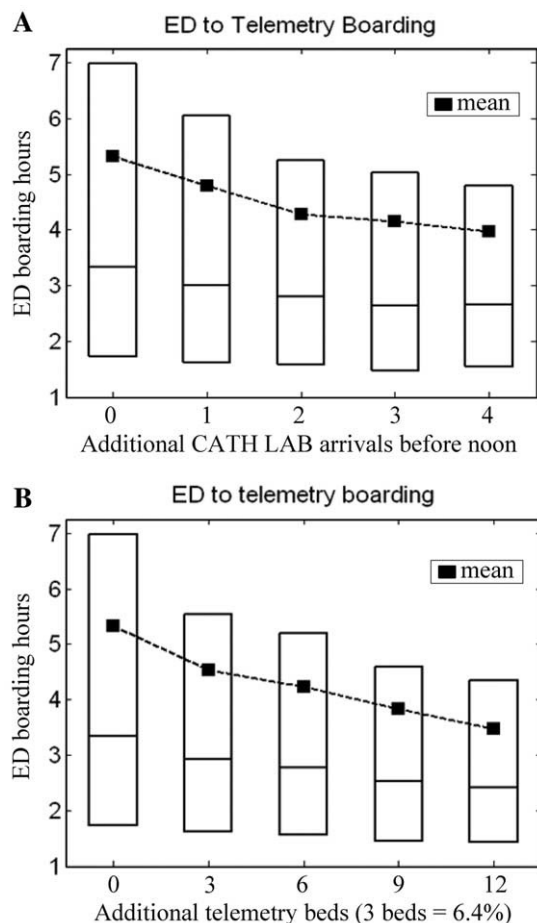 A
ED to Telemetry Boarding
7
6
5
4
3
2
1
ED boarding hours
mean
0 1 2 3 4
Additional CATH LAB arrivals before noon
B
ED to telemetry boarding
7
6
5
4
3
2
1
ED boarding hours
mean
0 3 6 9 12
Additional telemetry beds (3 beds = 6.4%)